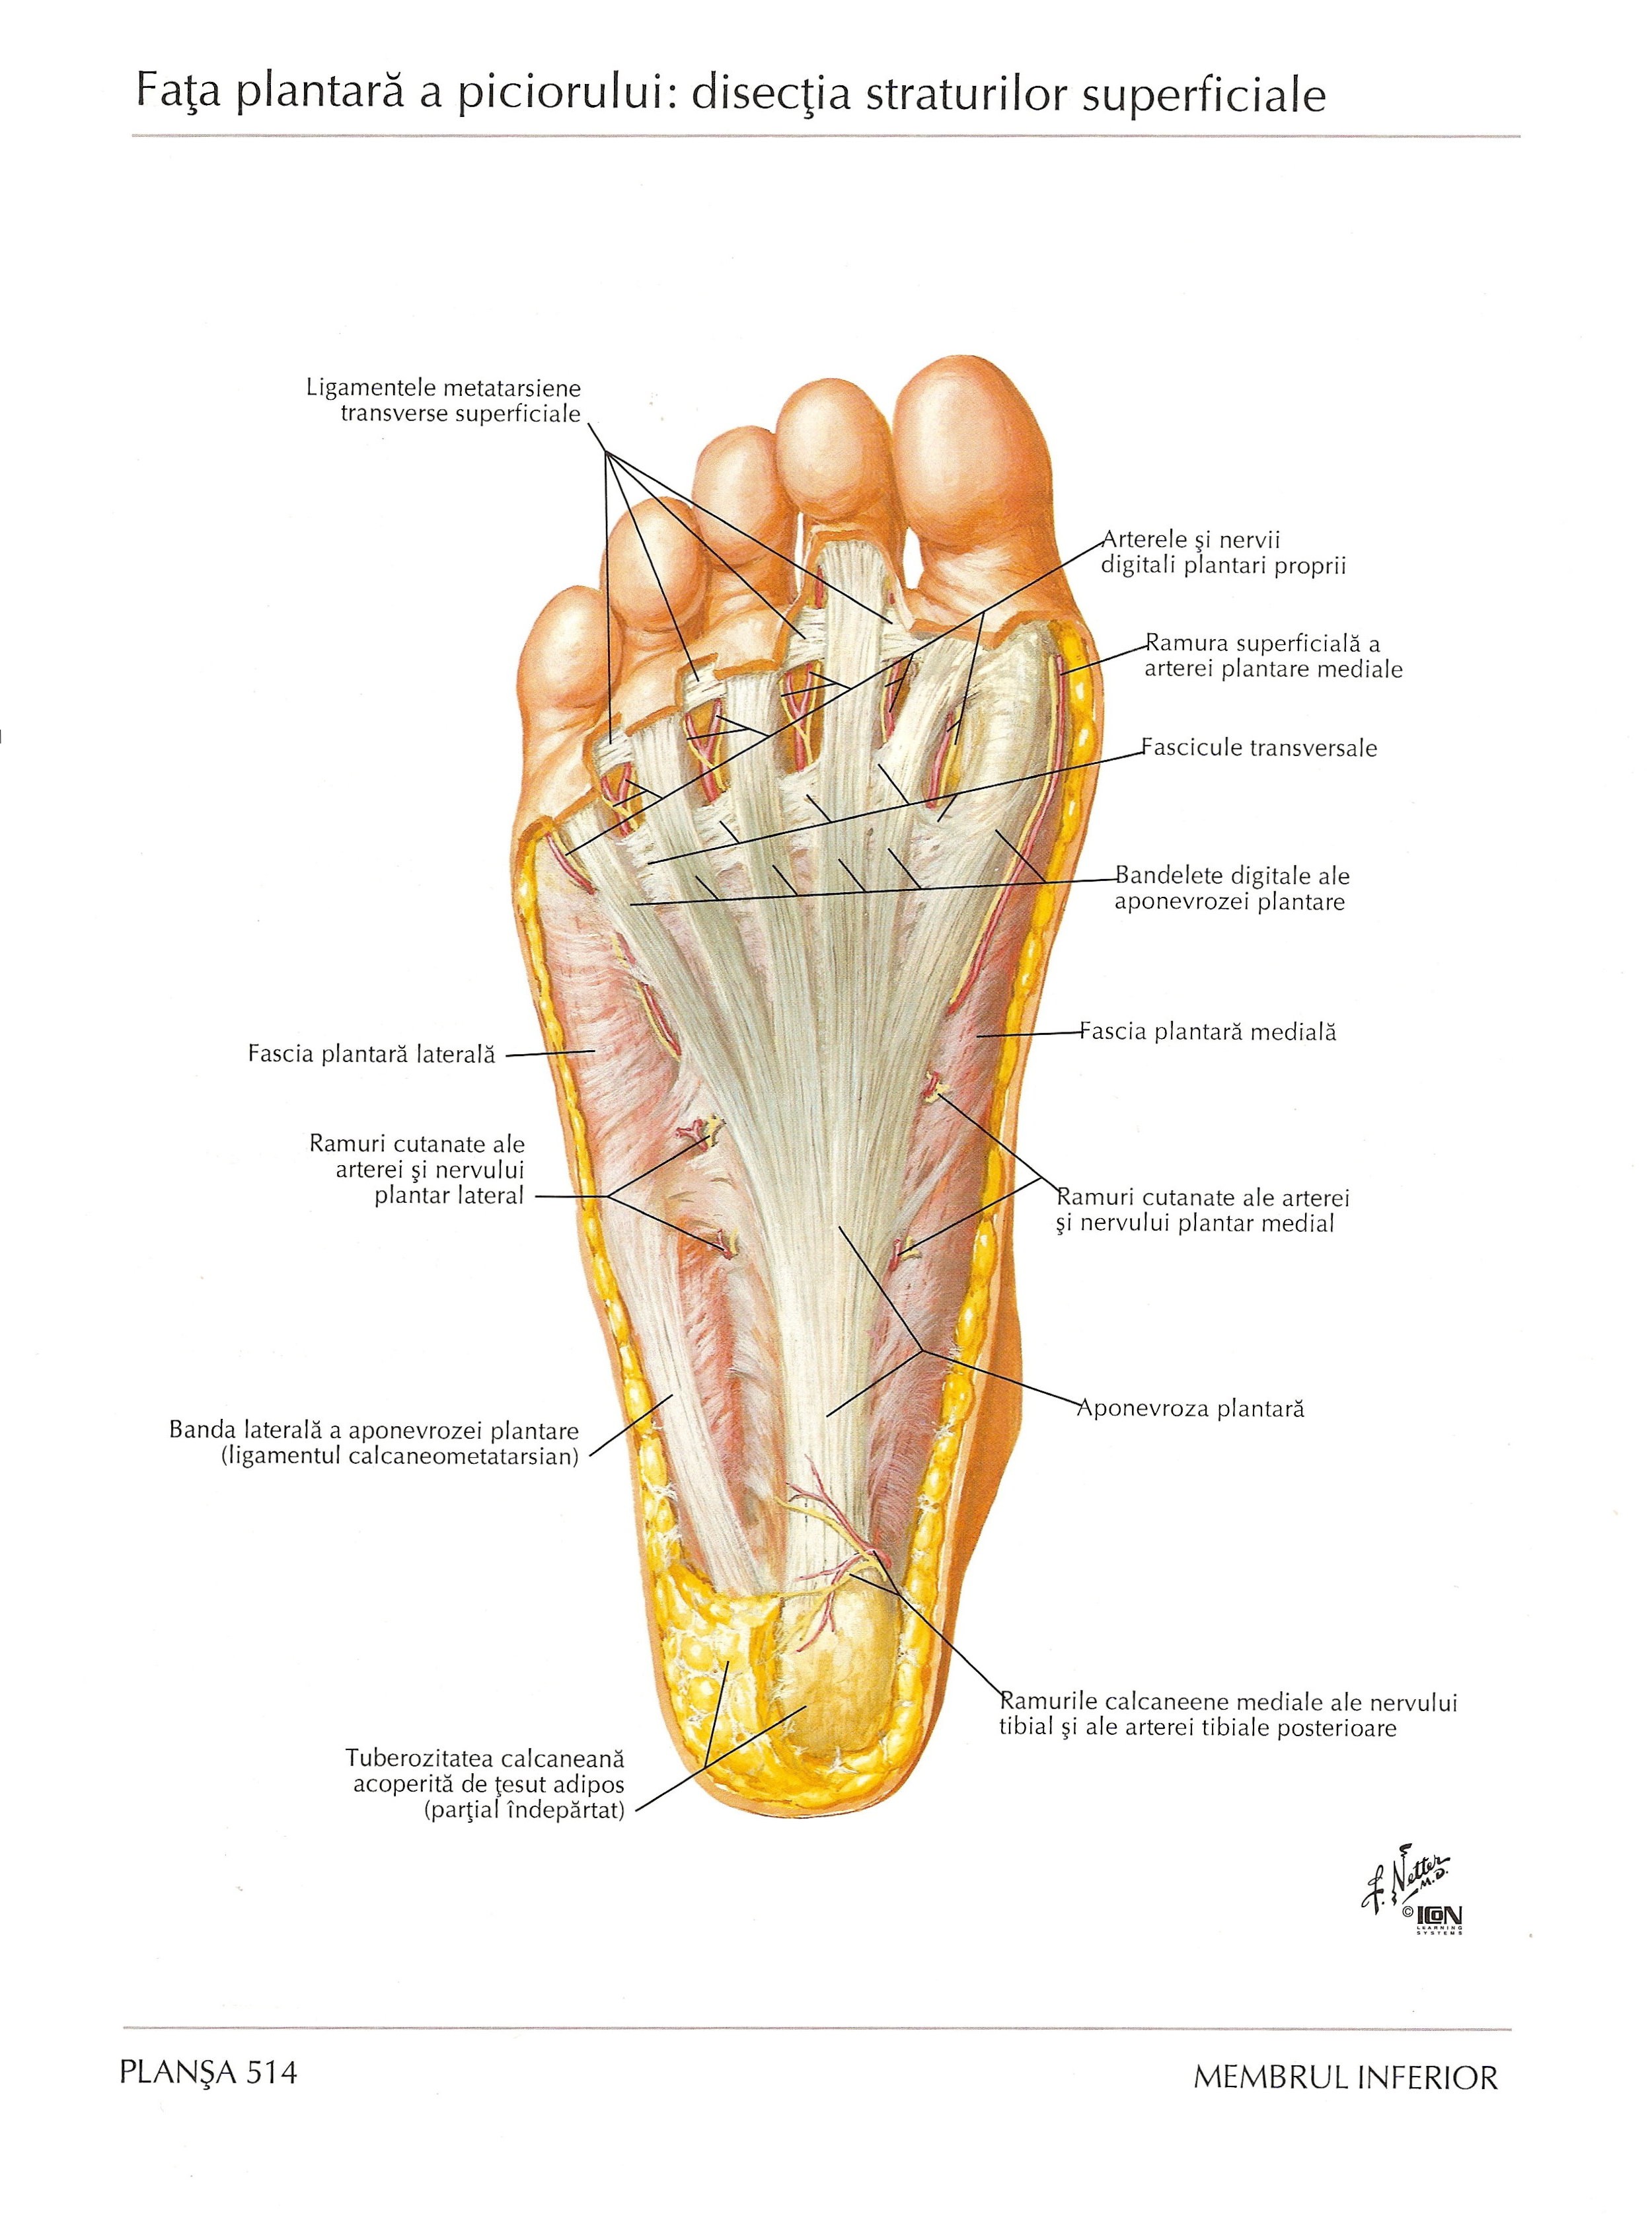 Faţa plantară a piciorului: disecţia straturilor superficiale
Ligamentele metatarsiene
transverse superficiale
Arterele şi nervii
digitali plantari proprii
Ramura superficială a
arterei plantare mediale
Fascicule transversale
Bandelete digitale ale
aponevrozei plantare
Fascia plantară medială
Fascia plantară laterală
Ramuri cutanate ale
arterei şi nervului
plantar lateral
Ramuri cutanate ale arterei
şi nervului plantar medial
Aponevroza plantară
Banda laterală a aponevrozei plantare
(ligamentul calcaneometatarsian)
Ramurile calcaneene mediale ale nervului
tibial şi ale arterei tibiale posterioare
Tuberozitatea calcaneană
acoperită de ţesut adipos
(parţial îndepărtat)
F. Netter
M.D.
© ICON
LEARNING
SYSTEMS
PLANŞA 514
MEMBRUL INFERIOR